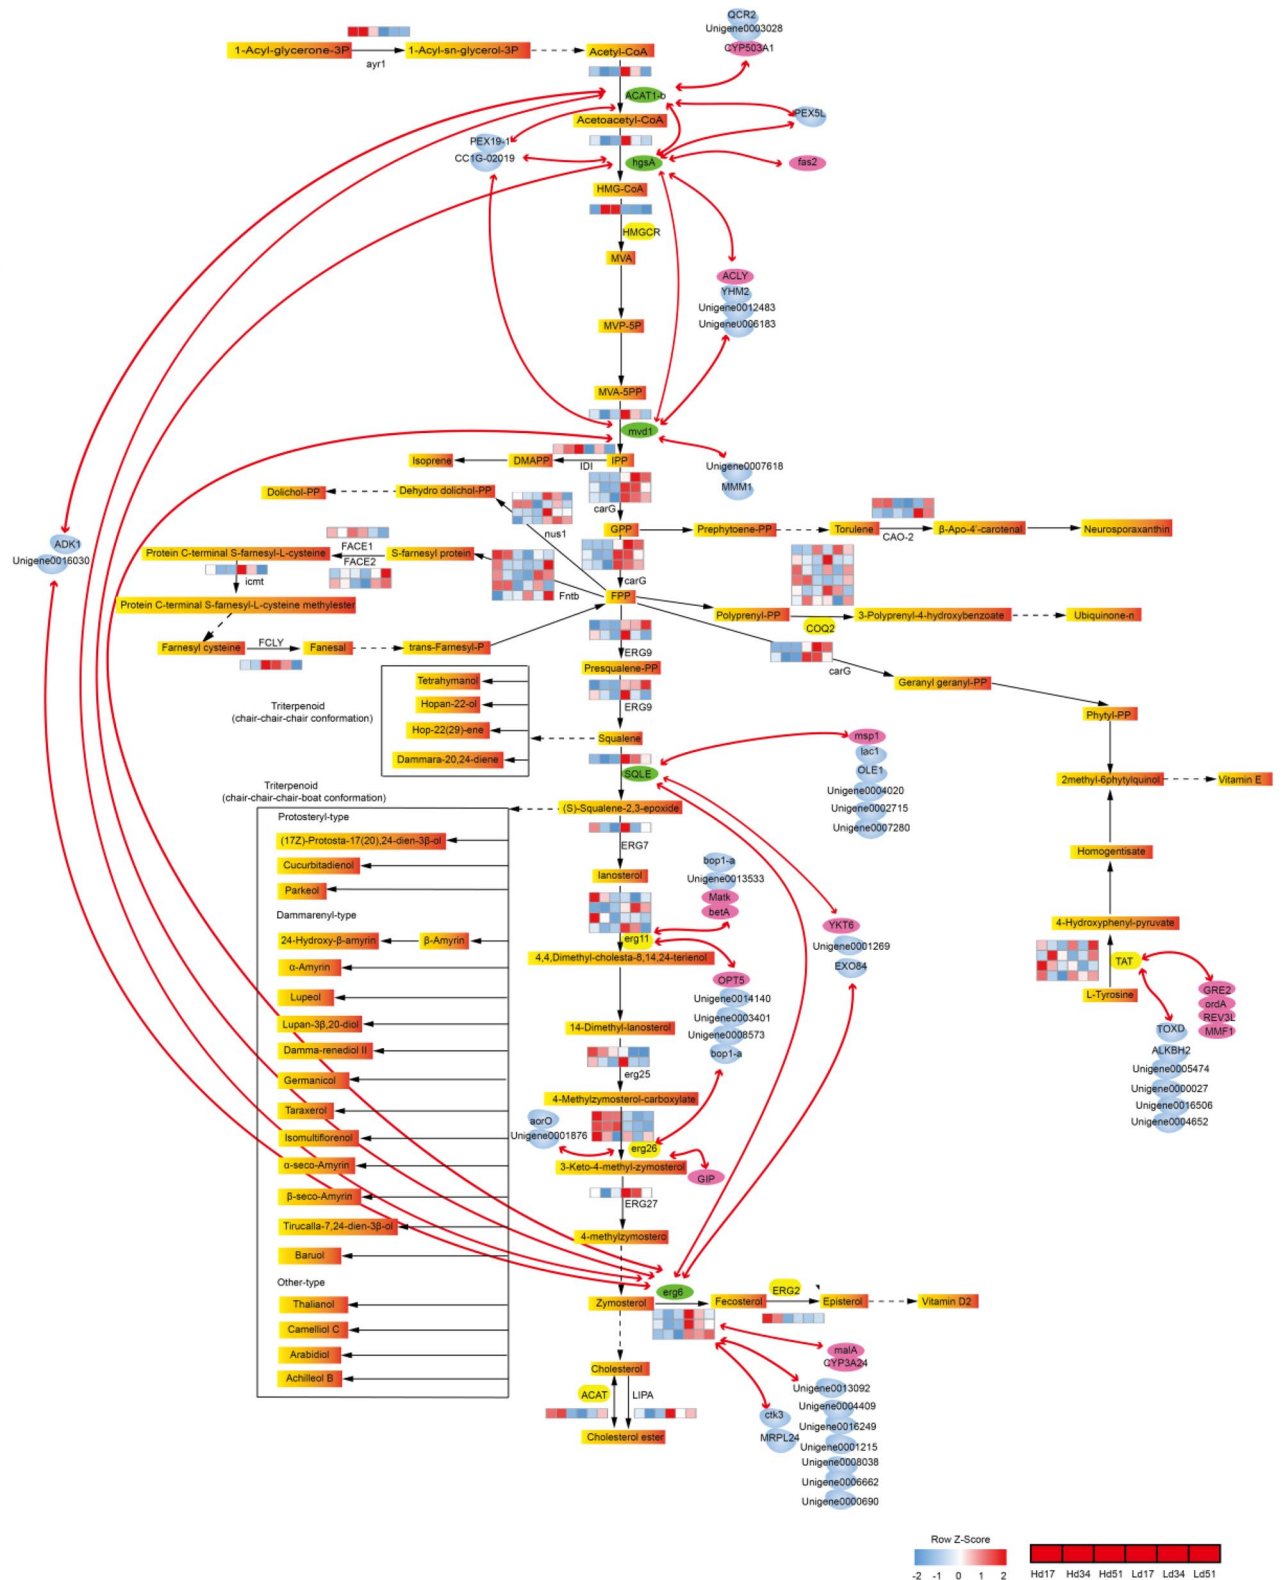 QCR2
Unigene0003028
CYP503A1
1-Acyl-glycerone-3P
1-Acyl-sn-glycerol-3P
Acetyl-CoA
ayr1
ACAT1-b
PEX5L
Acetoacetyl-CoA
PEX19-1
CC1G-02019
hgsA
fas2
HMG-CoA
HMGCR
MVA
ACLY
YHM2
Unigene0012483
Unigene0006183
MVP-5P
MVA-5PP
mvd1
Isoprene
DMAPP
IDI
IPP
Unigene0007618
MMM1
Dolichol-PP
Dehydro dolichol-PP
carG
nus1
GPP
Prephytoene-PP
Torulene
CAO-2
β-Apo-4'-carotenal
Neurosporaxanthin
ADK1
Unigene0016030
FACE1
Protein C-terminal S-farnesyl-L-cysteine
S-farnesyl protein
FACE2
icmt
carG
Fntb
FPP
Protein C-terminal S-farnesyl-L-cysteine methylester
Polyprenyl-PP
COQ2
3-Polyprenyl-4-hydroxybenzoate
Ubiquinone-n
Farnesyl cysteine
FCLY
Fanesal
trans-Farnesyl-P
ERG9
Presqualene-PP
carG
Geranyl geranyl-PP
Tetrahymanol
ERG9
Hopan-22-ol
Triterpenoid
(chair-chair-chair conformation)
Hop-22(29)-ene
Dammara-20,24-diene
Squalene
Phytyl-PP
msp1
lac1
OLE1
Unigene0004020
Unigene0002715
Unigene0007280
SQLE
2methyl-6phytylquinol
Vitamin E
Triterpenoid
(chair-chair-chair-boat conformation)
(S)-Squalene-2,3-epoxide
Protosteryl-type
(17Z)-Protosta-17(20),24-dien-3β-ol
Cucurbitadienol
Parkeol
ERG7
lanosterol
Homogentisate
bop1-a
Unigene0013533
Matk
betA
Dammarenyl-type
24-Hydroxy-β-amyrin
β-Amyrin
α-Amyrin
Lupeol
Lupan-3β,20-diol
Damma-renediol II
Germanicol
Taraxerol
Isomultiflorenol
α-seco-Amyrin
β-seco-Amyrin
Tirucalla-7,24-dien-3β-ol
Baruol
erg11
4,4,Dimethyl-cholesta-8,14,24-terienol
YKT6
Unigene0001269
EXO84
4-Hydroxyphenyl-pyruvate
TAT
L-Tyrosine
GRE2
ordA
REV3L
MMF1
TOXD
ALKBH2
Unigene0005474
Unigene0000027
Unigene0016506
Unigene0004652
OPT5
Unigene0014140
Unigene0003401
Unigene0008573
bop1-a
14-Dimethyl-lanosterol
erg25
4-Methylzymosterol-carboxylate
aorO
Unigene0001876
erg26
3-Keto-4-methyl-zymosterol
GIP
ERG27
4-methylzymostero
Other-type
Thalianol
Camelliol C
Arabidiol
Achilleol B
erg6
Zymosterol
Fecosterol
ERG2
Episterol
Vitamin D2
malA
CYP3A24
Cholesterol
ACAT
LIPA
Cholesterol ester
ctk3
MRPL24
Unigene0013092
Unigene0004409
Unigene0016249
Unigene0001215
Unigene0008038
Unigene0006662
Unigene0000690
Row Z-Score
-2 -1 0 1 2
Hd17 Hd34 Hd51 Ld17 Ld34 Ld51